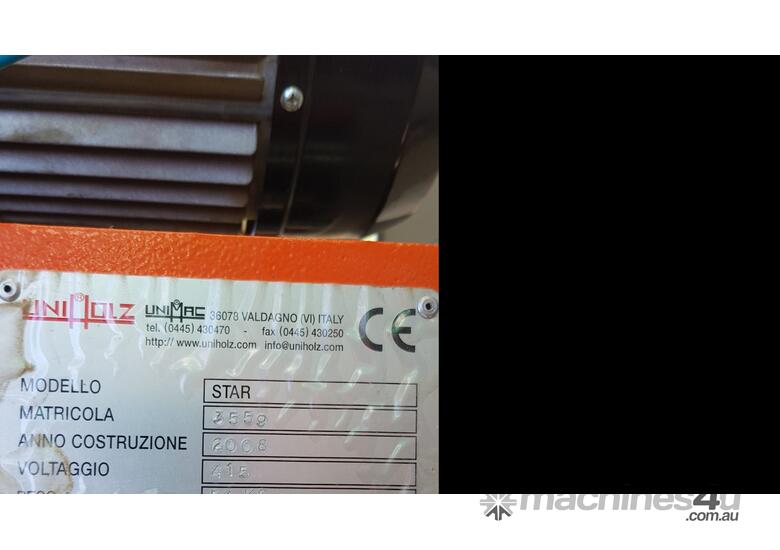 UNIHOLZ UNIMAC 36078 VALDAGNO (VI) ITALY
tel. (0445) 430470 - fax (0445) 430250
http:// www.uniholz.com info@uniholz.com
CE
MODELLO STAR
MATRICOLA 3559
ANNO COSTRUZIONE 2008
VOLTAGGIO 415
machines4u
.com.au